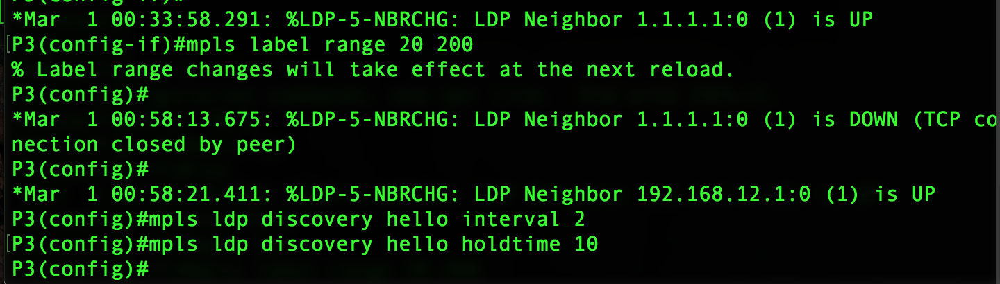 *Mar  1 00:33:58.291: %LDP-5-NBRCHG: LDP Neighbor 1.1.1.1:0 (1) is UP
[P3(config-if)#mpls label range 20 200
% Label range changes will take effect at the next reload.
P3(config)#
*Mar  1 00:58:13.675: %LDP-5-NBRCHG: LDP Neighbor 1.1.1.1:0 (1) is DOWN (TCP co
nection closed by peer)
P3(config)#
*Mar  1 00:58:21.411: %LDP-5-NBRCHG: LDP Neighbor 192.168.12.1:0 (1) is UP
P3(config)#mpls ldp discovery hello interval 2
[P3(config)#mpls ldp discovery hello holdtime 10
P3(config)#